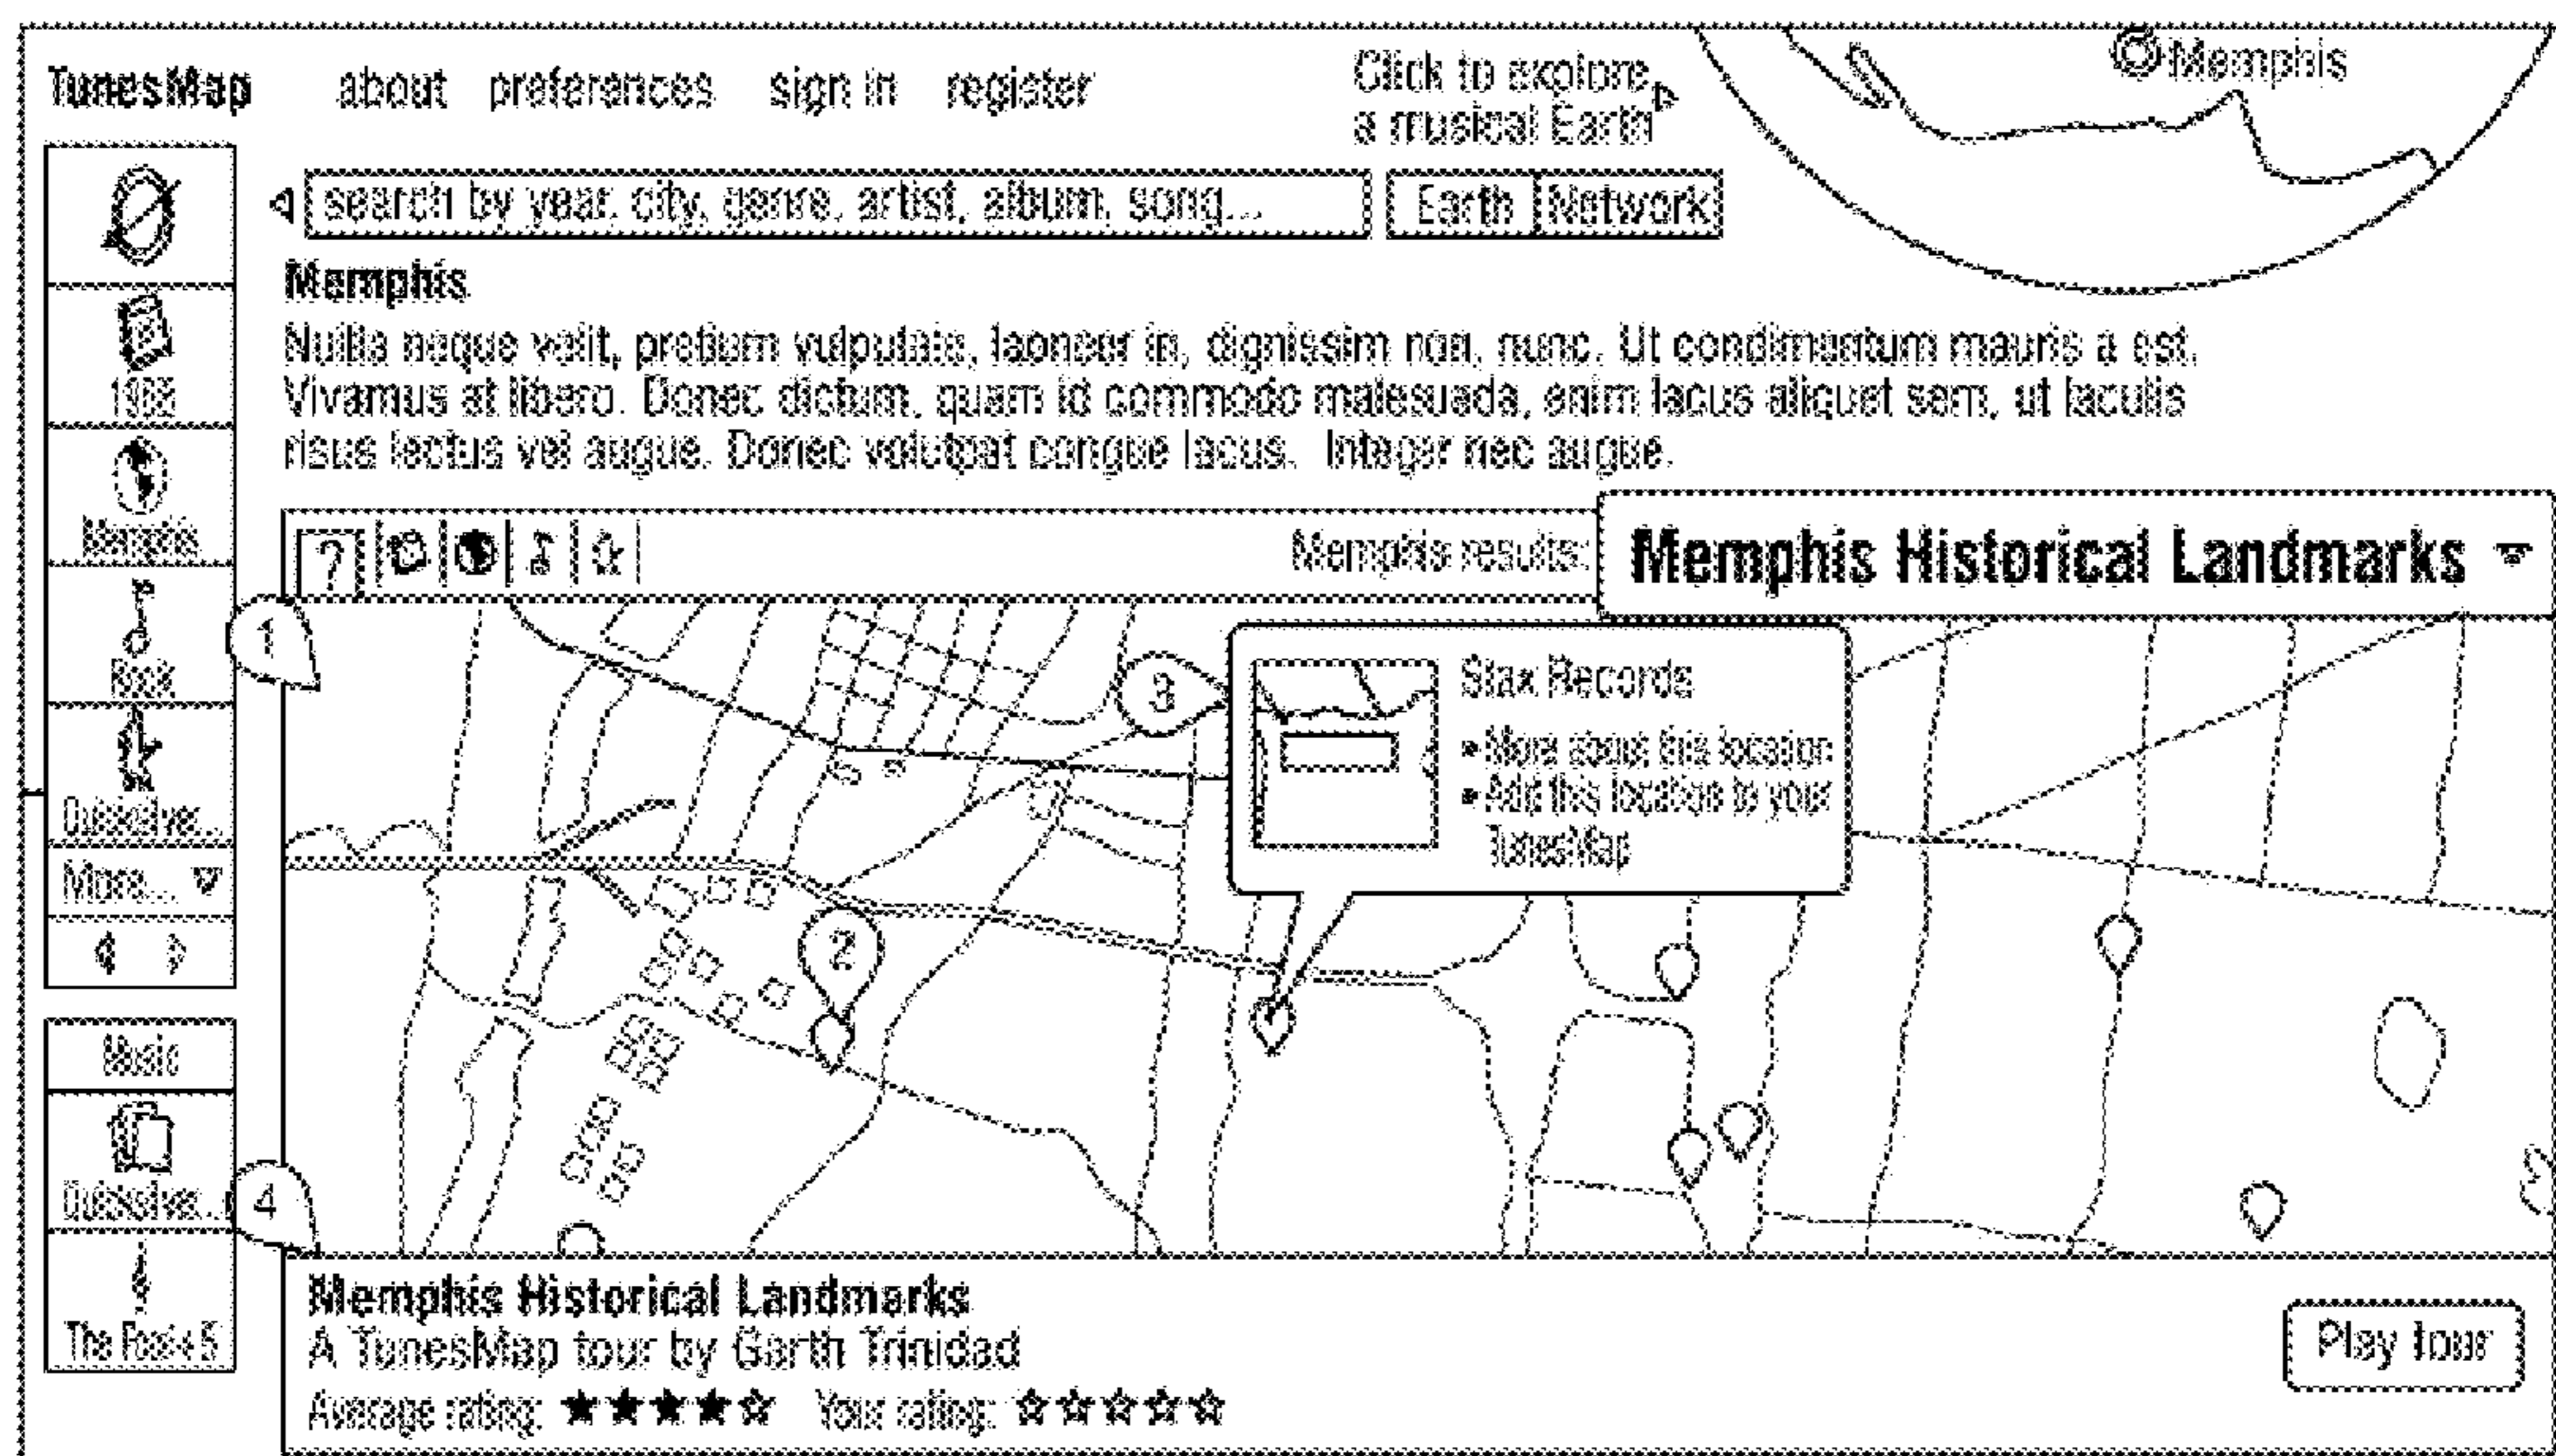 TunesMap about preferences sign in register
Click to explore
a musical Earth
Memphis
search by year, city, genre, artist, album, song...
Earth Network
Memphis
Nullla neque velit, pretium vulputate, laoreet in, dignissim non, nunc. Ut condimentum mauris a est.
Vivamus at libero. Donec dictum, quam id commodo malesuada, enim lacus aliquet sem, ut iaculis
risus lectus vel augue. Donec volutpat congue lacus. Integer nec augue.
1968
Memphis
Rock
More...
Music
?
Memphis results:
Memphis Historical Landmarks
1
2
3
4
Stax Records
• More about this location
• Add this location to your
TunesMap
Memphis Historical Landmarks
A TunesMap tour by Garth Trinidad
Average rating: ★★★★☆ Your rating: ☆☆☆☆☆
Play tour